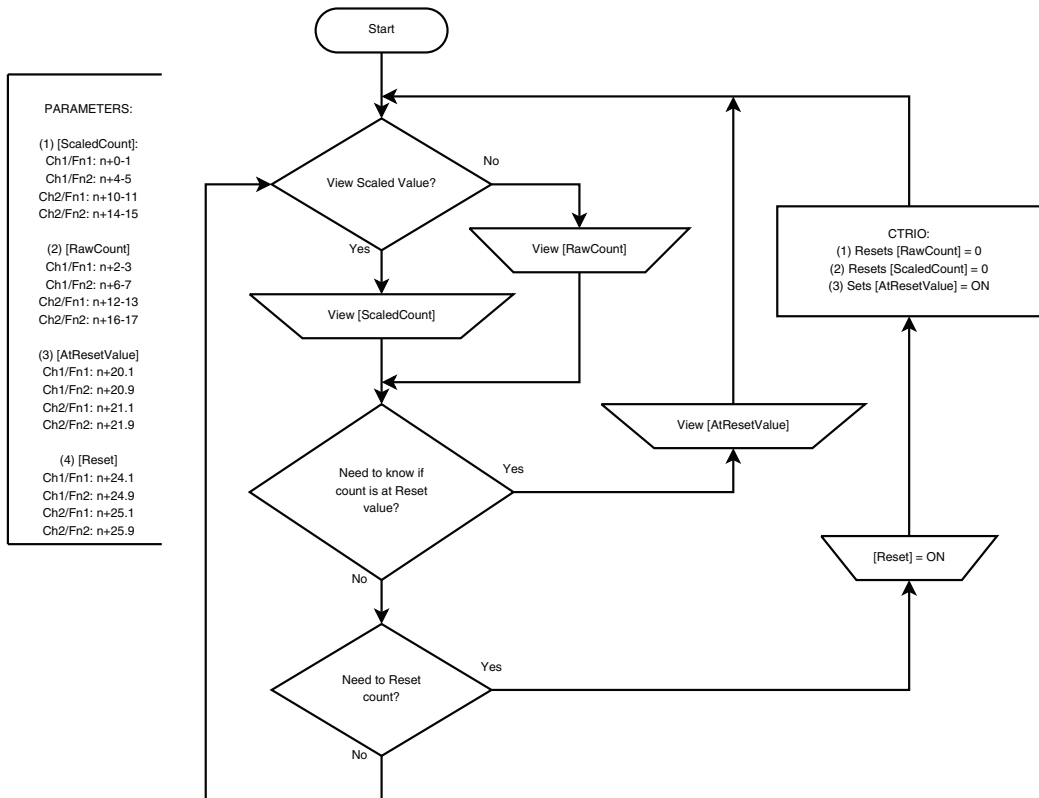 Start
PARAMETERS:
(1) [ScaledCount]:
Ch1/Fn1: n+0-1
Ch1/Fn2: n+4-5
Ch2/Fn1: n+10-11
Ch2/Fn2: n+14-15
(2) [RawCount]
Ch1/Fn1: n+2-3
Ch1/Fn2: n+6-7
Ch2/Fn1: n+12-13
Ch2/Fn2: n+16-17
(3) [AtResetValue]
Ch1/Fn1: n+20.1
Ch1/Fn2: n+20.9
Ch2/Fn1: n+21.1
Ch2/Fn2: n+21.9
(4) [Reset]
Ch1/Fn1: n+24.1
Ch1/Fn2: n+24.9
Ch2/Fn1: n+25.1
Ch2/Fn2: n+25.9
View Scaled Value?
No
Yes
View [RawCount]
View [ScaledCount]
Need to know if
count is at Reset
value?
Yes
No
View [AtResetValue]
Need to Reset
count?
Yes
No
[Reset] = ON
CTRIO:
(1) Resets [RawCount] = 0
(2) Resets [ScaledCount] = 0
(3) Sets [AtResetValue] = ON